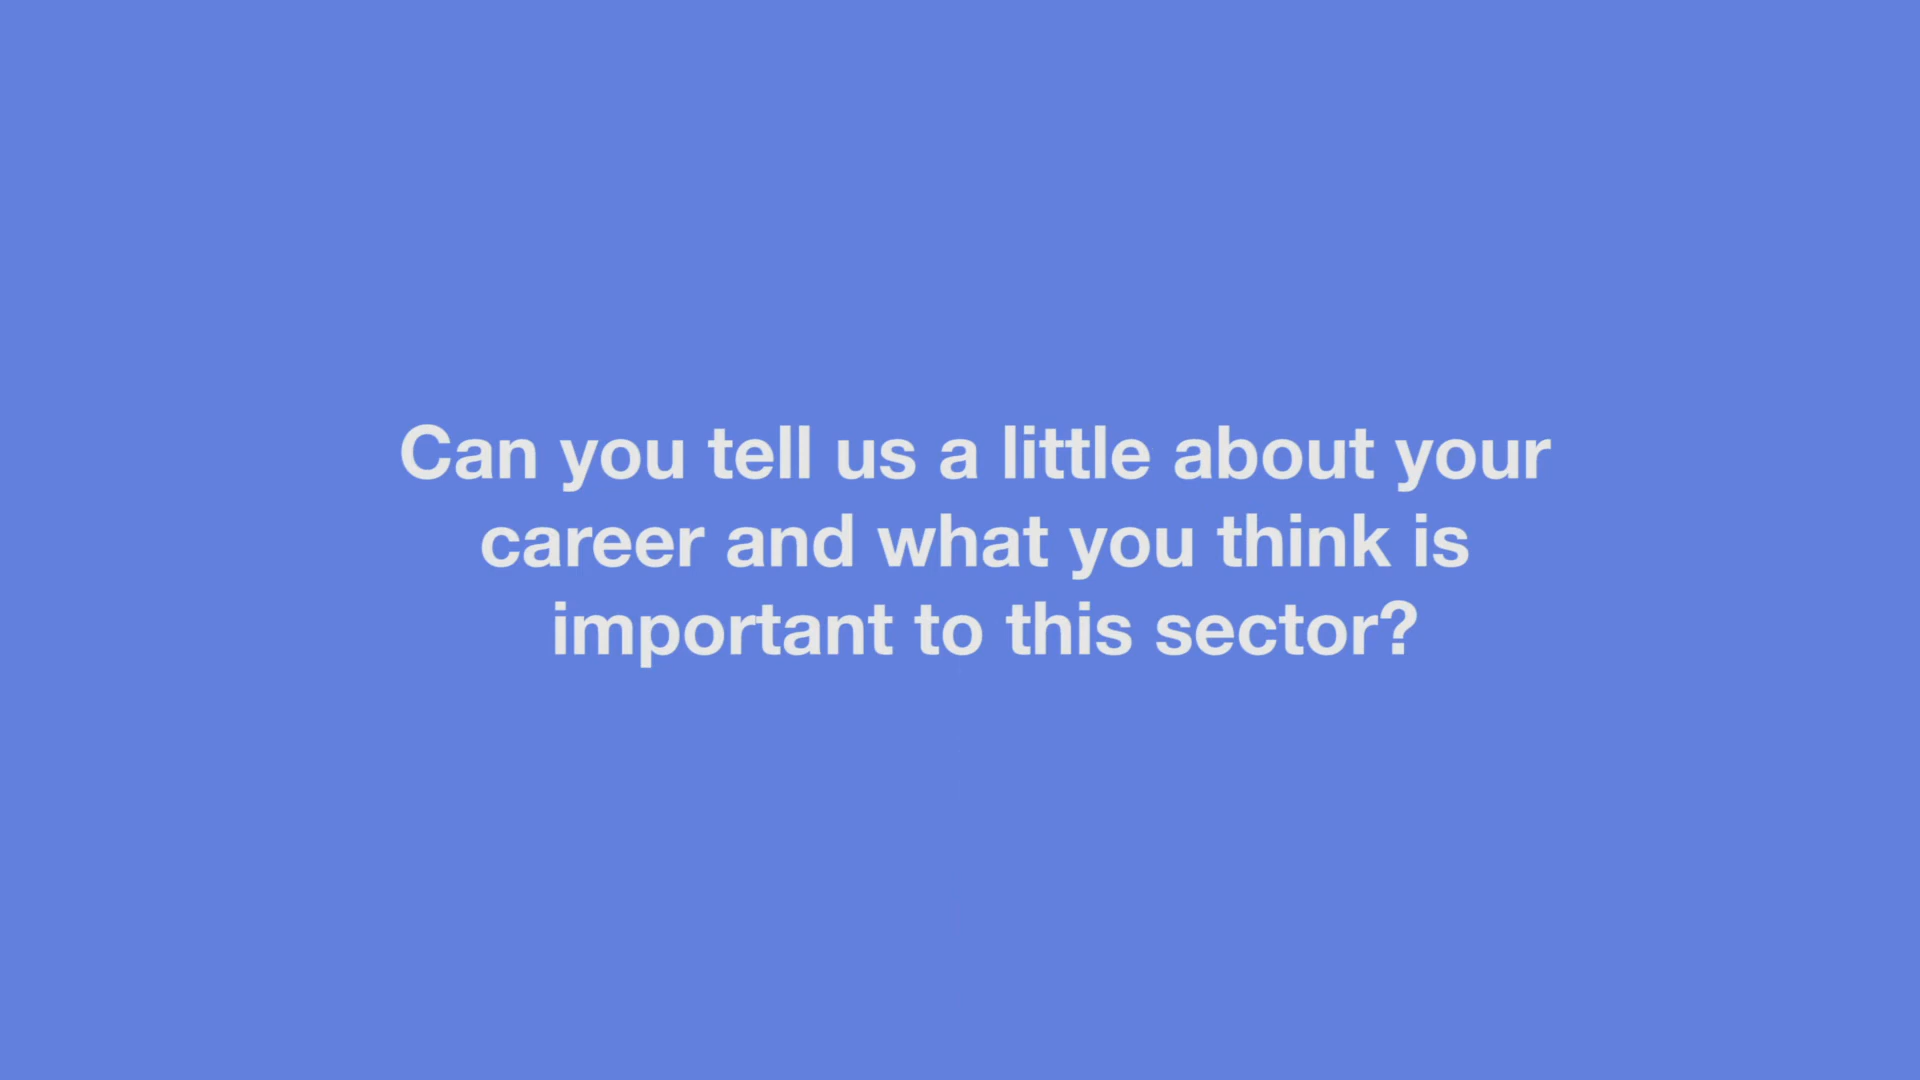 Can you tell us a little about your
career and what you think is
important to this sector?